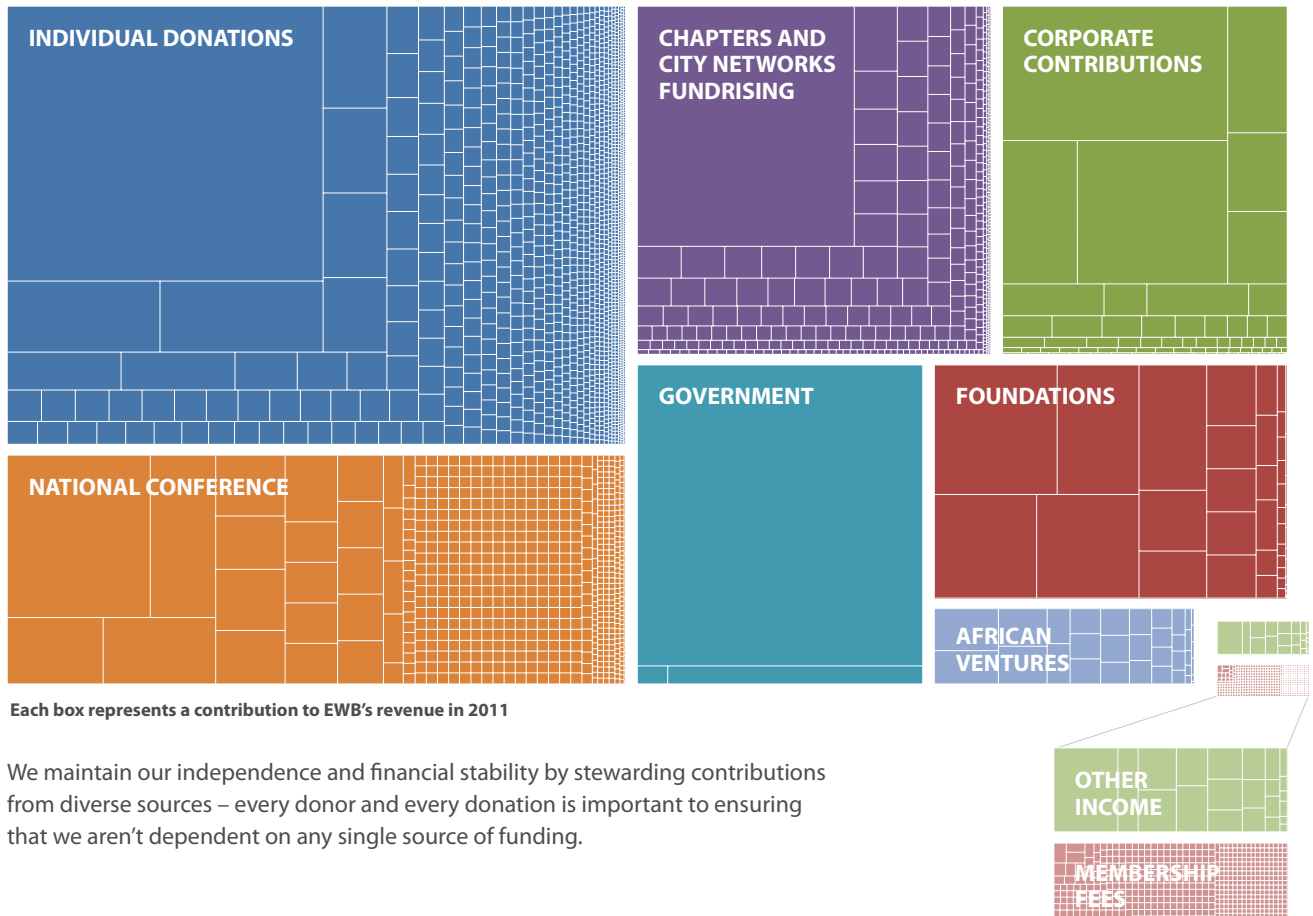 INDIVIDUAL DONATIONS
CHAPTERS AND
CITY NETWORKS
FUNDRISING
CORPORATE
CONTRIBUTIONS
GOVERNMENT
FOUNDATIONS
NATIONAL CONFERENCE
AFRICAN
VENTURES
Each box represents a contribution to EWB's revenue in 2011
We maintain our independence and financial stability by stewarding contributions
from diverse sources – every donor and every donation is important to ensuring
that we aren't dependent on any single source of funding.
OTHER
INCOME
MEMBERSHIP
FEES